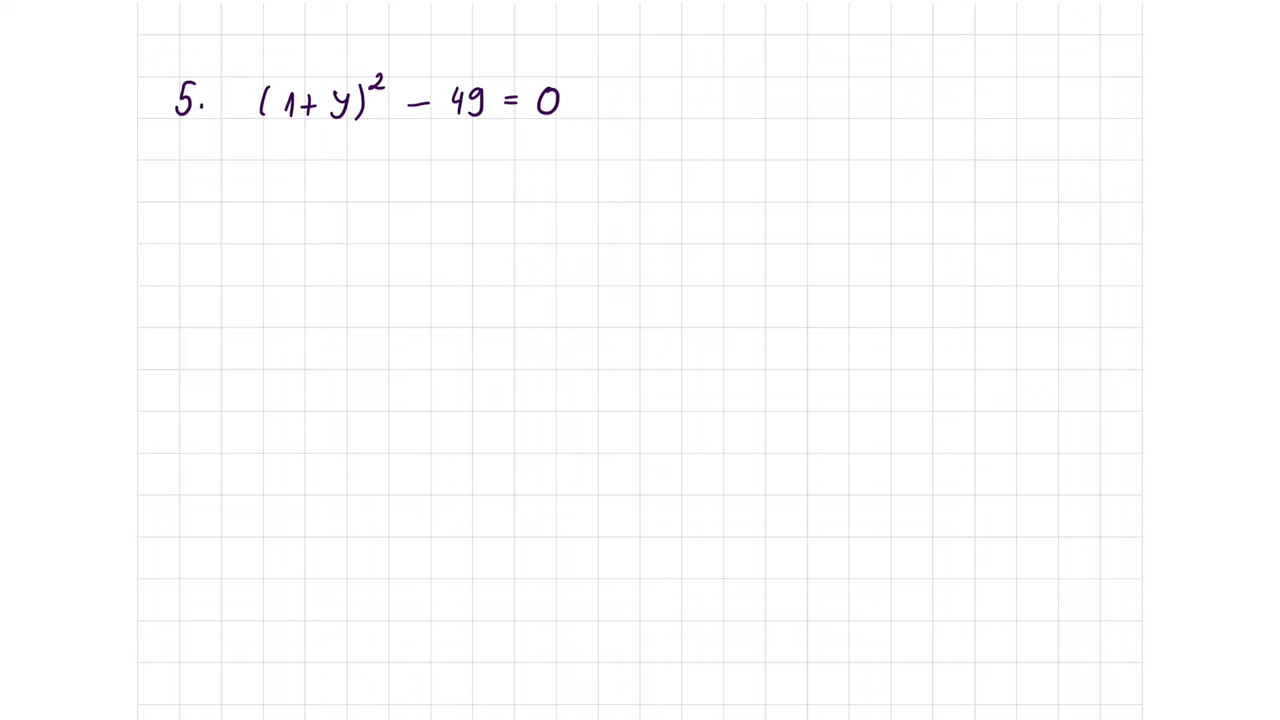 5. (1+y)² - 49 = 0